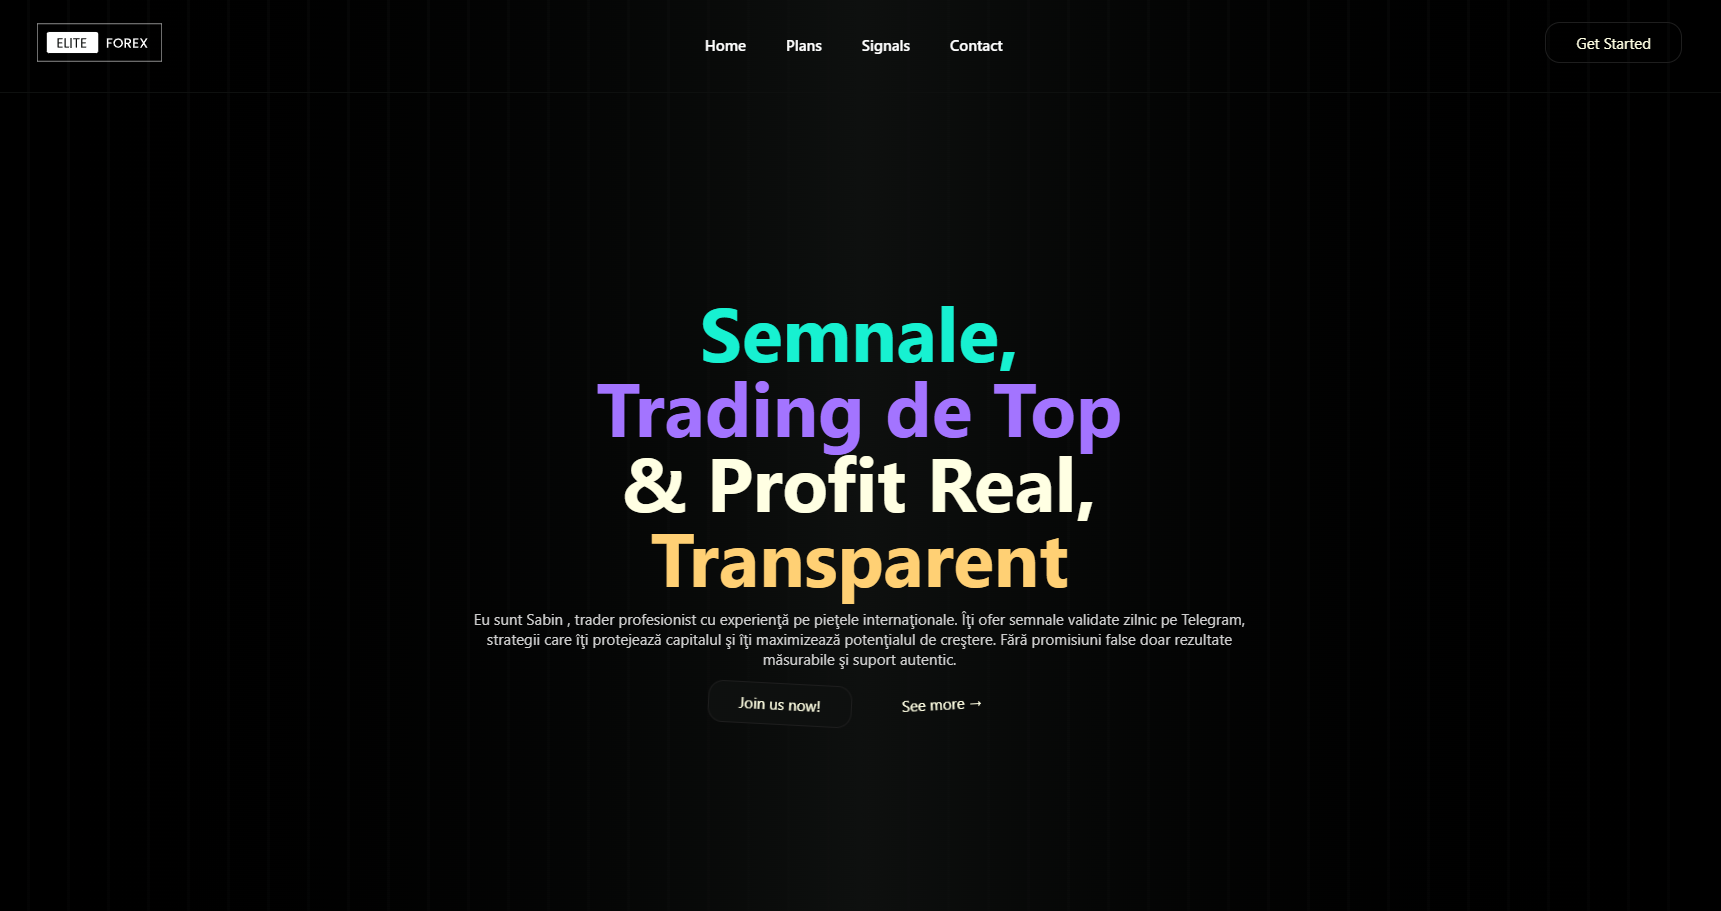 ELITE FOREX
Home Plans Signals Contact
Get Started
Semnale,
Trading de Top
& Profit Real,
Transparent
Eu sunt Sabin , trader profesionist cu experienţă pe pieţele internaţionale. Îţi ofer semnale validate zilnic pe Telegram,
strategii care îţi protejează capitalul şi îţi maximizează potenţialul de creştere. Fără promisiuni false doar rezultate
măsurabile şi suport autentic.
Join us now! See more →